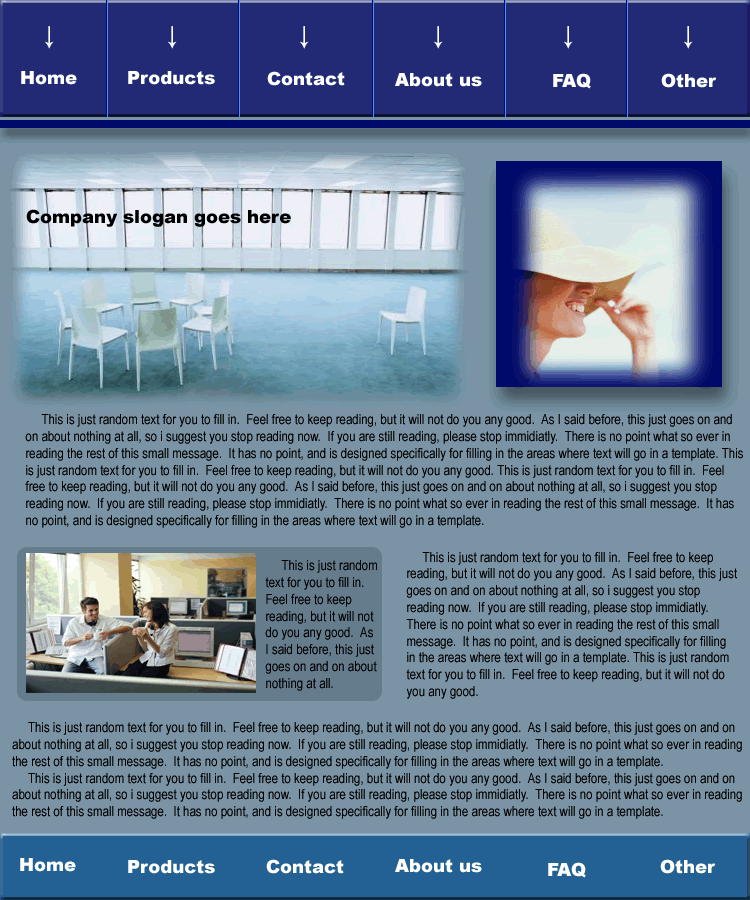 ↓ ↓ ↓ ↓ ↓ ↓
Home Products Contact About us FAQ Other
Company slogan goes here
This is just random text for you to fill in. Feel free to keep reading, but it will not do you any good. As I said before, this just goes on and
on about nothing at all, so i suggest you stop reading now. If you are still reading, please stop immidiatly. There is no point what so ever in
reading the rest of this small message. It has no point, and is designed specifically for filling in the areas where text will go in a template. This
is just random text for you to fill in. Feel free to keep reading, but it will not do you any good. This is just random text for you to fill in. Feel
free to keep reading, but it will not do you any good. As I said before, this just goes on and on about nothing at all, so i suggest you stop
reading now. If you are still reading, please stop immidiatly. There is no point what so ever in reading the rest of this small message. It has
no point, and is designed specifically for filling in the areas where text will go in a template.
This is just random
text for you to fill in.
Feel free to keep
reading, but it will not
do you any good. As
I said before, this just
goes on and on about
nothing at all.
This is just random text for you to fill in. Feel free to keep
reading, but it will not do you any good. As I said before, this just
goes on and on about nothing at all, so i suggest you stop
reading now. If you are still reading, please stop immidiatly.
There is no point what so ever in reading the rest of this small
message. It has no point, and is designed specifically for filling
in the areas where text will go in a template. This is just random
text for you to fill in. Feel free to keep reading, but it will not do
you any good.
This is just random text for you to fill in. Feel free to keep reading, but it will not do you any good. As I said before, this just goes on and on
about nothing at all, so i suggest you stop reading now. If you are still reading, please stop immidiatly. There is no point what so ever in reading
the rest of this small message. It has no point, and is designed specifically for filling in the areas where text will go in a template.
This is just random text for you to fill in. Feel free to keep reading, but it will not do you any good. As I said before, this just goes on and on
about nothing at all, so i suggest you stop reading now. If you are still reading, please stop immidiatly. There is no point what so ever in reading
the rest of this small message. It has no point, and is designed specifically for filling in the areas where text will go in a template.
Home Products Contact About us FAQ Other